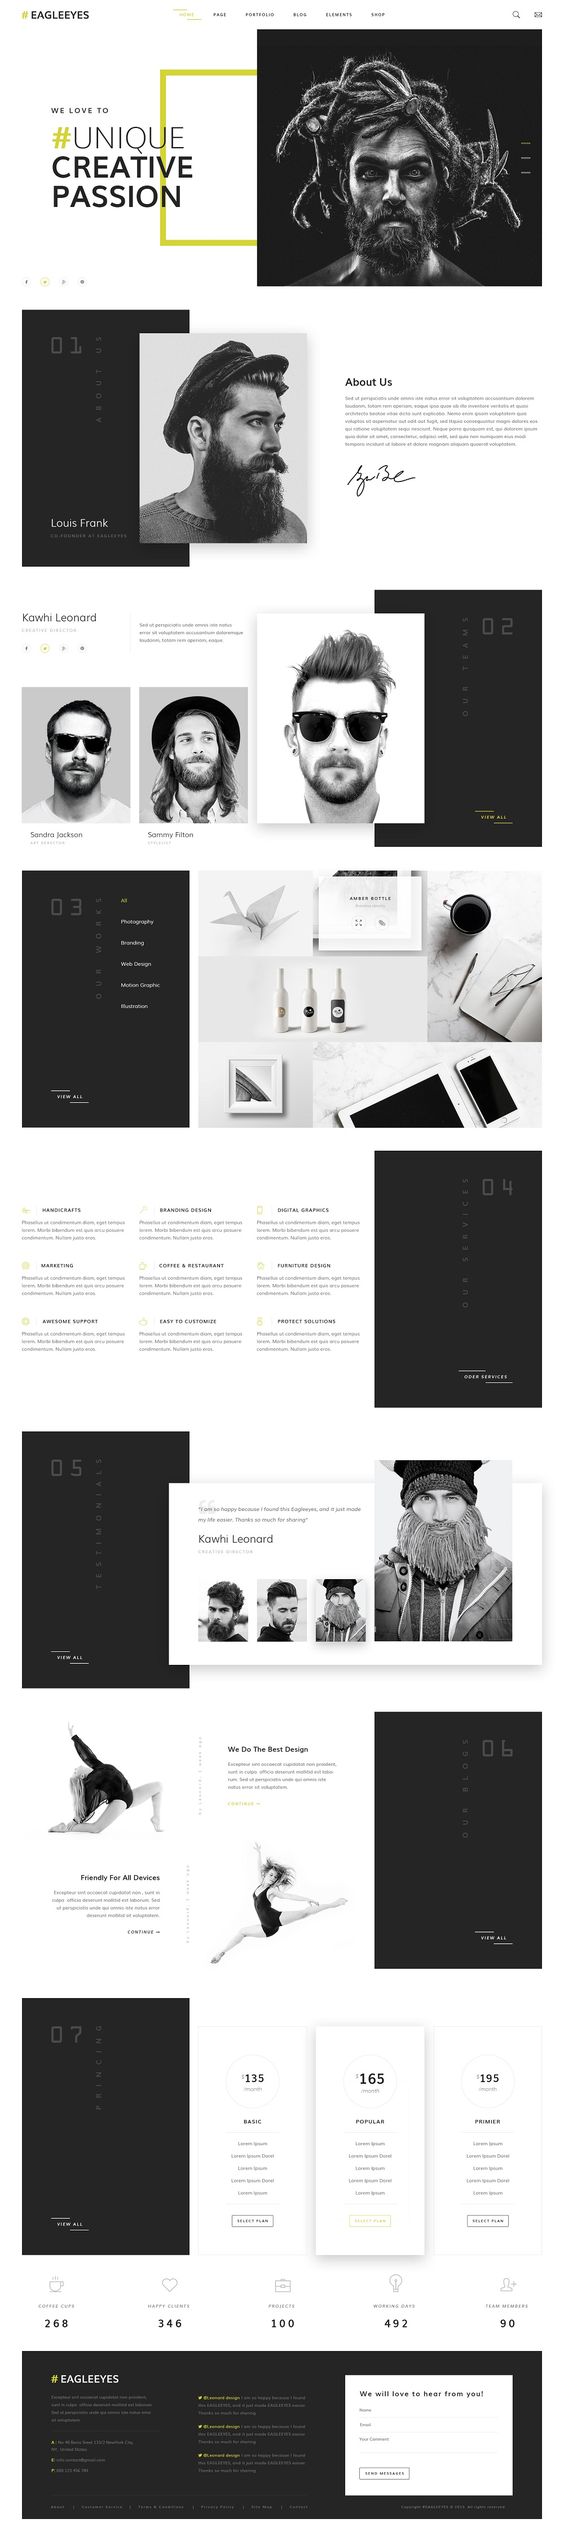 # EAGLEEYES
HOME PAGE PORTFOLIO BLOG ELEMENTS SHOP
WE LOVE TO
#UNIQUE
CREATIVE
PASSION
01
ABOUT US
Louis Frank
CO-FOUNDER AT EAGLEEYES
About Us
Sed ut perspiciatis unde omnis iste natus error sit voluptatem accusantium doloremque
laudantium, totam rem aperiam, eaque ipsa quae ab illo inventore veritatis et quasi
architecto beatae vitae dicta sunt explicabo. Nemo enim ipsam voluptatem quia
voluptas sit aspernatur aut odit aut fugit, sed
qui ratione voluptatem sequi nesciunt. Neque porro quisquam est, qui dolorem ipsum
quia dolor sit amet, consectetur, adipisci velit, sed quia non numquam eius modi
tempora incidunt ut labore et dolore magnam aliquam quaerat voluptatem.
Kawhi Leonard
CREATIVE DIRECTOR
Sed ut perspiciatis unde omnis iste natus
error sit voluptatem accusantium doloremque
laudantium, totam rem aperiam, eaque.
Sandra Jackson
ART DIRECTOR
Sammy Filton
STYLELIST
OUR TEAMS
02
VIEW ALL
03
OUR WORKS
All
Photography
Branding
Web Design
Motion Graphic
Illustration
VIEW ALL
AMBER BOTTLE
HANDICRAFTS
Phasellus ut condimentum diam, eget tempus
lorem. Morbi bibendum est quis arcu posuere
condimentum. Nullam justo eros.
BRANDING DESIGN
Phasellus ut condimentum diam, eget tempus
lorem. Morbi bibendum est quis arcu posuere
condimentum. Nullam justo eros.
DIGITAL GRAPHICS
Phasellus ut condimentum diam, eget tempus
lorem. Morbi bibendum est quis arcu posuere
condimentum. Nullam justo eros.
MARKETING
Phasellus ut condimentum diam, eget tempus
lorem. Morbi bibendum est quis arcu posuere
condimentum. Nullam justo eros.
COFFEE & RESTAURANT
Phasellus ut condimentum diam, eget tempus
lorem. Morbi bibendum est quis arcu posuere
condimentum. Nullam justo eros.
FURNITURE DESIGN
Phasellus ut condimentum diam, eget tempus
lorem. Morbi bibendum est quis arcu posuere
condimentum. Nullam justo eros.
AWESOME SUPPORT
Phasellus ut condimentum diam, eget tempus
lorem. Morbi bibendum est quis arcu posuere
condimentum. Nullam justo eros.
EASY TO CUSTOMIZE
Phasellus ut condimentum diam, eget tempus
lorem. Morbi bibendum est quis arcu posuere
condimentum. Nullam justo eros.
PROTECT SOLUTIONS
Phasellus ut condimentum diam, eget tempus
lorem. Morbi bibendum est quis arcu posuere
condimentum. Nullam justo eros.
OUR SERVICES
04
ODER SERVICES
05
TESTIMONIALS
VIEW ALL
"I am so happy because I found this Eagleeyes, and it just made
my life easier. Thanks so much for sharing"
Kawhi Leonard
CREATIVE DIRECTOR
We Do The Best Design
Excepteur sint occaecat cupidatat non proident,
sunt in culpa officia deserunt mollitid est labo
rum. Sed ut perspiciatis unde omnis iste
natus error sit voluptatem.
CONTINUE
Friendly For All Devices
Excepteur sint occaecat cupidatat non, sunt in
culpa officia deserunt mollitid est laborum. Sed
ut perspiciatis unde omnis iste natus error
deserunt mollitid sit voluptatem.
CONTINUE
OUR BLOGS
06
VIEW ALL
07
PRINCING
VIEW ALL
$135
/month
BASIC
Lorem Ipsum
Lorem Ipsum Dorel
Lorem Ipsum
Lorem Ipsum Dorel
Lorem Ipsum
SELECT PLAN
$165
/month
POPULAR
Lorem Ipsum
Lorem Ipsum Dorel
Lorem Ipsum
Lorem Ipsum Dorel
Lorem Ipsum
SELECT PLAN
$195
/month
PRIMIER
Lorem Ipsum
Lorem Ipsum Dorel
Lorem Ipsum
Lorem Ipsum Dorel
Lorem Ipsum
SELECT PLAN
COFFEE CUPS
268
HAPPY CLIENTS
346
PROJECTS
100
WORKING DAYS
492
TEAM MEMBERS
90
# EAGLEEYES
Excepteur sint occaecat cupidatat non proident,
sunt in culpa officia deserunt mollitid est laborum.
Sed ut perspiciatis unde omnis iste natus error
sit voluptatem.
@Leonard design I am so happy because I found
this EAGLEEYES, and it just made EAGLEEYES easier.
Thanks so much for sharing
@Leonard design I am so happy because I found
this EAGLEEYES, and it just made EAGLEEYES easier.
Thanks so much for sharing
@Leonard design I am so happy because I found
this EAGLEEYES, and it just made EAGLEEYES easier.
Thanks so much for sharing
We will love to hear from you!
Name
Email
Your Comment
SEND MESSAGES
About | Customer Service | Terms & Conditions | Privacy Policy | Site Map | Contact